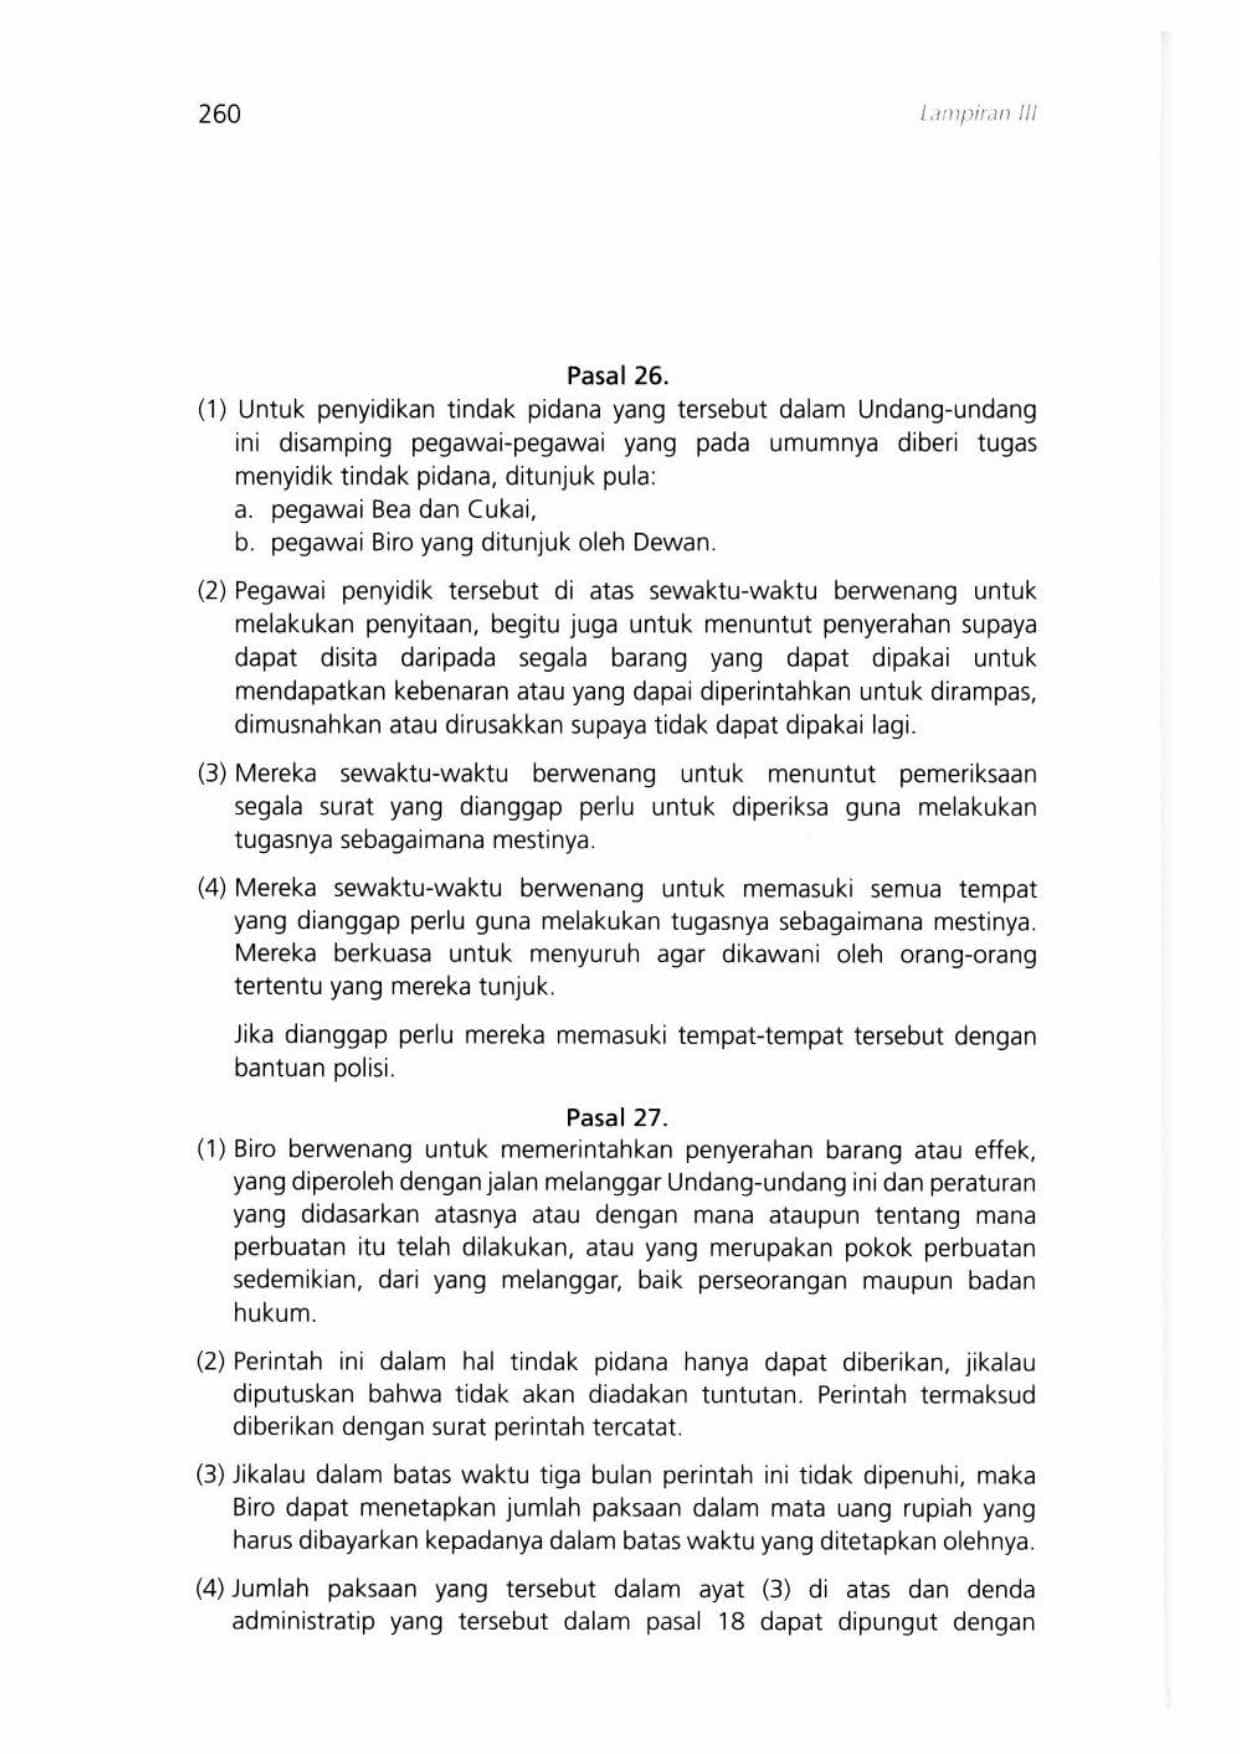 260
Lampiran III
Pasal 26.
(1) Untuk penyidikan tindak pidana yang tersebut dalam Undang-undang
ini disamping pegawai-pegawai yang pada umumnya diberi tugas
menyidik tindak pidana, ditunjuk pula:
a. pegawai Bea dan Cukai,
b. pegawai Biro yang ditunjuk oleh Dewan.
(2) Pegawai penyidik tersebut di atas sewaktu-waktu berwenang untuk
melakukan penyitaan, begitu juga untuk menuntut penyerahan supaya
dapat disita daripada segala barang yang dapat dipakai untuk
mendapatkan kebenaran atau yang dapai diperintahkan untuk dirampas,
dimusnahkan atau dirusakkan supaya tidak dapat dipakai lagi.
(3) Mereka sewaktu-waktu berwenang untuk menuntut pemeriksaan
segala surat yang dianggap perlu untuk diperiksa guna melakukan
tugasnya sebagaimana mestinya.
(4) Mereka sewaktu-waktu berwenang untuk memasuki semua tempat
yang dianggap perlu guna melakukan tugasnya sebagaimana mestinya.
Mereka berkuasa untuk menyuruh agar dikawani oleh orang-orang
tertentu yang mereka tunjuk.
Jika dianggap perlu mereka memasuki tempat-tempat tersebut dengan
bantuan polisi.
Pasal 27.
(1) Biro berwenang untuk memerintahkan penyerahan barang atau effek,
yang diperoleh dengan jalan melanggar Undang-undang ini dan peraturan
yang didasarkan atasnya atau dengan mana ataupun tentang mana
perbuatan itu telah dilakukan, atau yang merupakan pokok perbuatan
sedemikian, dari yang melanggar, baik perseorangan maupun badan
hukum.
(2) Perintah ini dalam hal tindak pidana hanya dapat diberikan, jikalau
diputuskan bahwa tidak akan diadakan tuntutan. Perintah termaksud
diberikan dengan surat perintah tercatat.
(3) Jikalau dalam batas waktu tiga bulan perintah ini tidak dipenuhi, maka
Biro dapat menetapkan jumlah paksaan dalam mata uang rupiah yang
harus dibayarkan kepadanya dalam batas waktu yang ditetapkan olehnya.
(4) Jumlah paksaan yang tersebut dalam ayat (3) di atas dan denda
administratip yang tersebut dalam pasal 18 dapat dipungut dengan